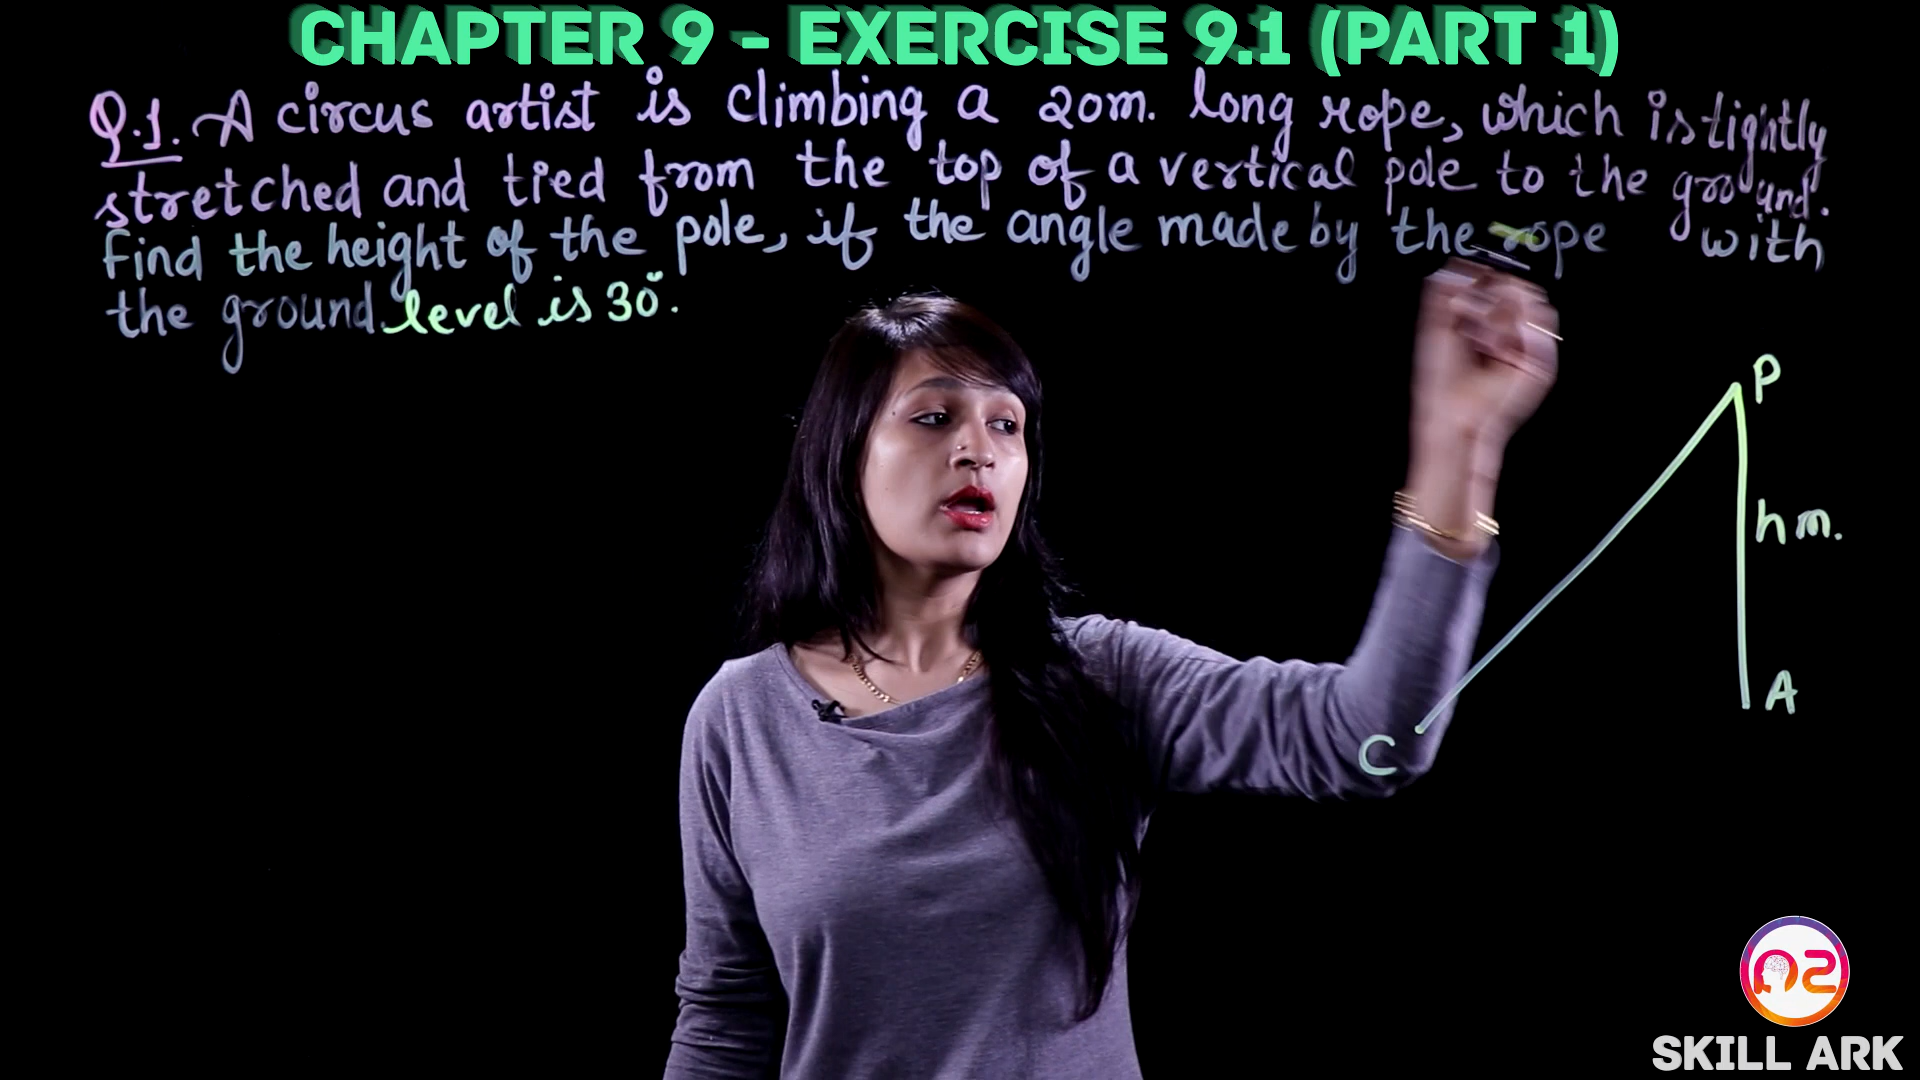 CHAPTER 9 - EXERCISE 9.1 (PART 1)
Q.1. A circus artist is climbing a 20m. long rope, which is tightly
stretched and tied from the top of a vertical pole to the ground.
Find the height of the pole, if the angle made by the rope with
the ground level is 30°.
P
h m.
A
C
SKILL ARK